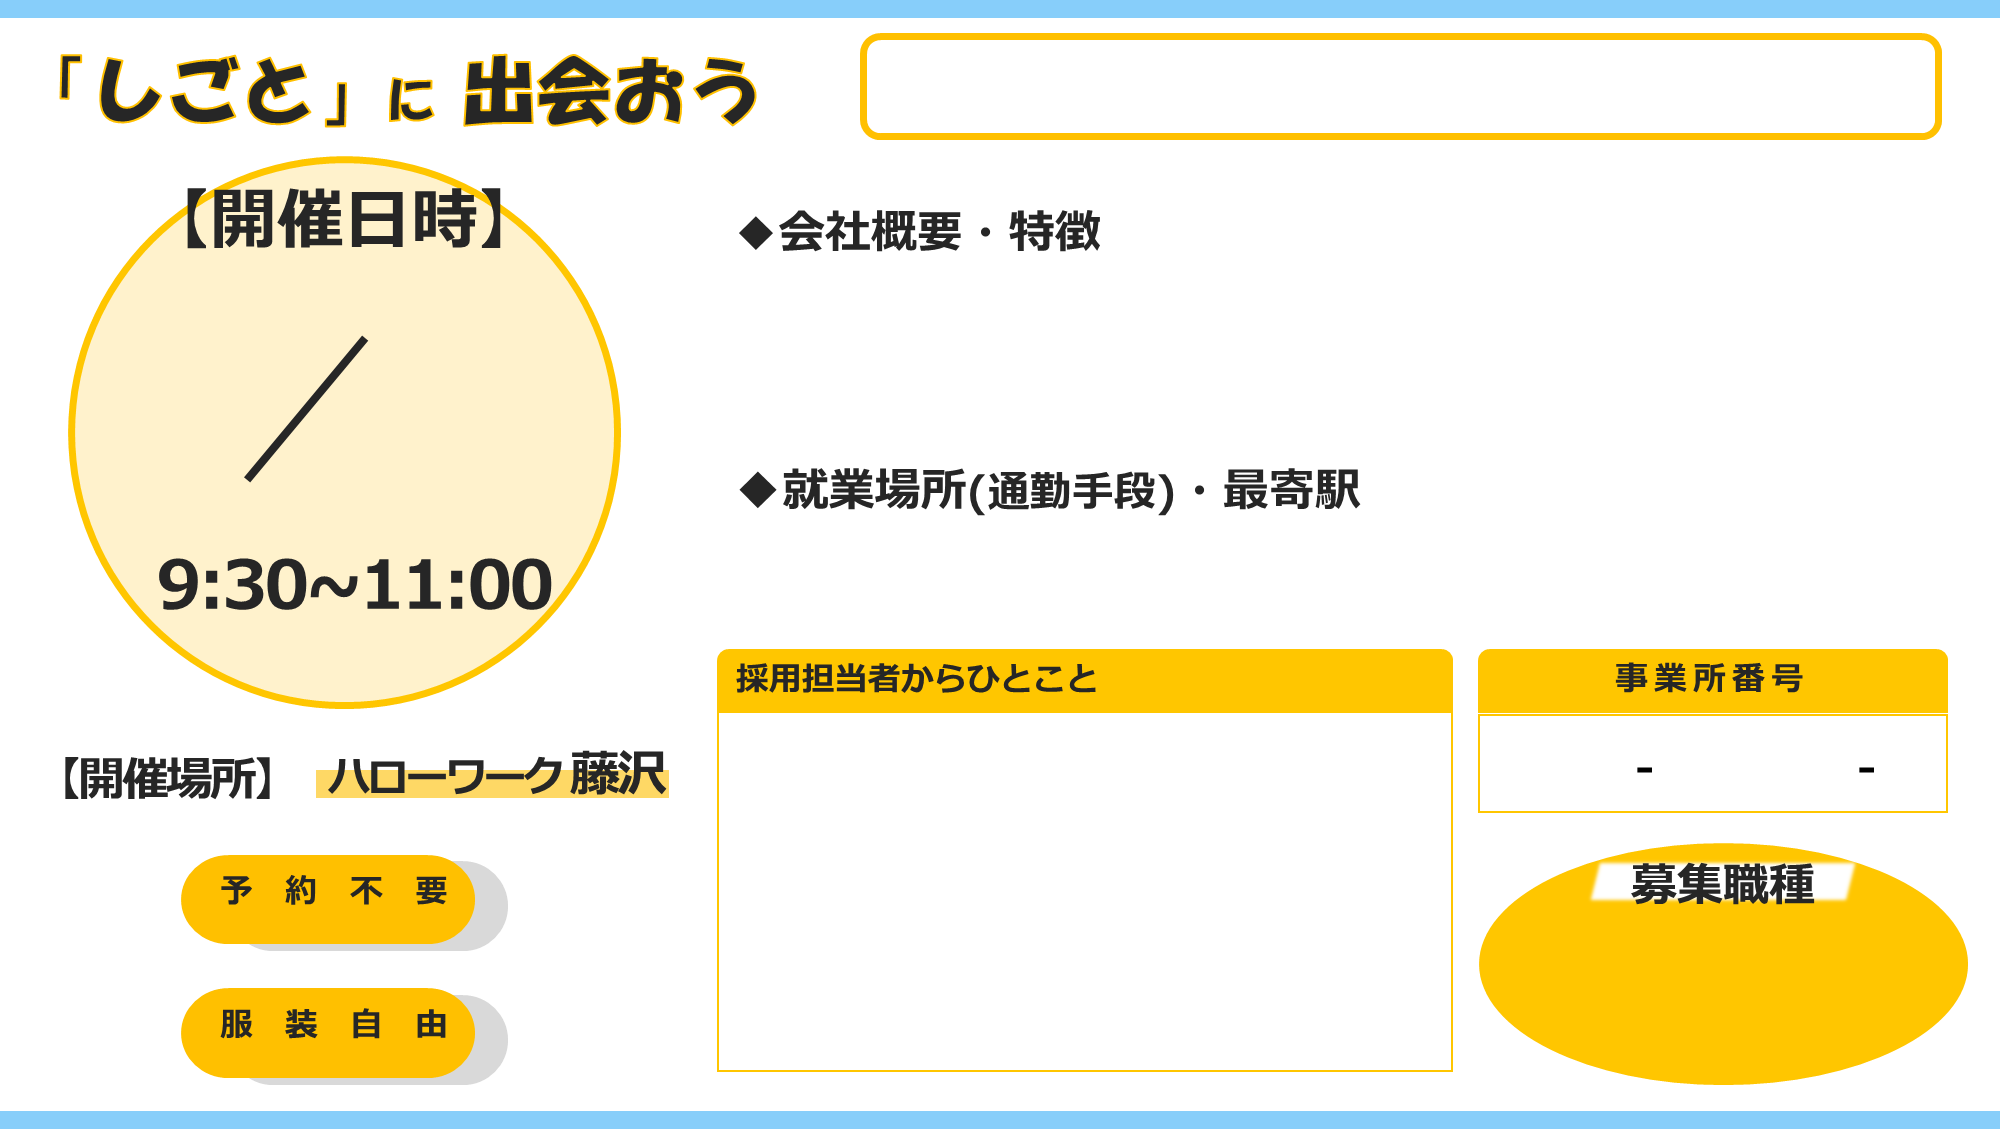 「しごと」に 出会おう
【開催日時】
／
9:30~11:00
【開催場所】 ハローワーク藤沢
予 約 不 要
服 装 自 由
◆会社概要・特徴
◆就業場所(通勤手段)・最寄駅
採用担当者からひとこと
事業所番号
- -
募集職種